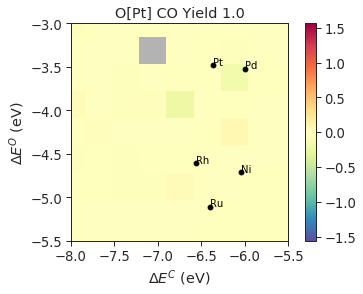 O[Pt] CO Yield 1.0
−3.0
−3.5
−4.0
−4.5
−5.0
−5.5
ΔE^O (eV)
Pt
Pd
Rh
Ni
Ru
−8.0 −7.5 −7.0 −6.5 −6.0 −5.5
ΔE^C (eV)
1.5
1.0
0.5
0.0
−0.5
−1.0
−1.5